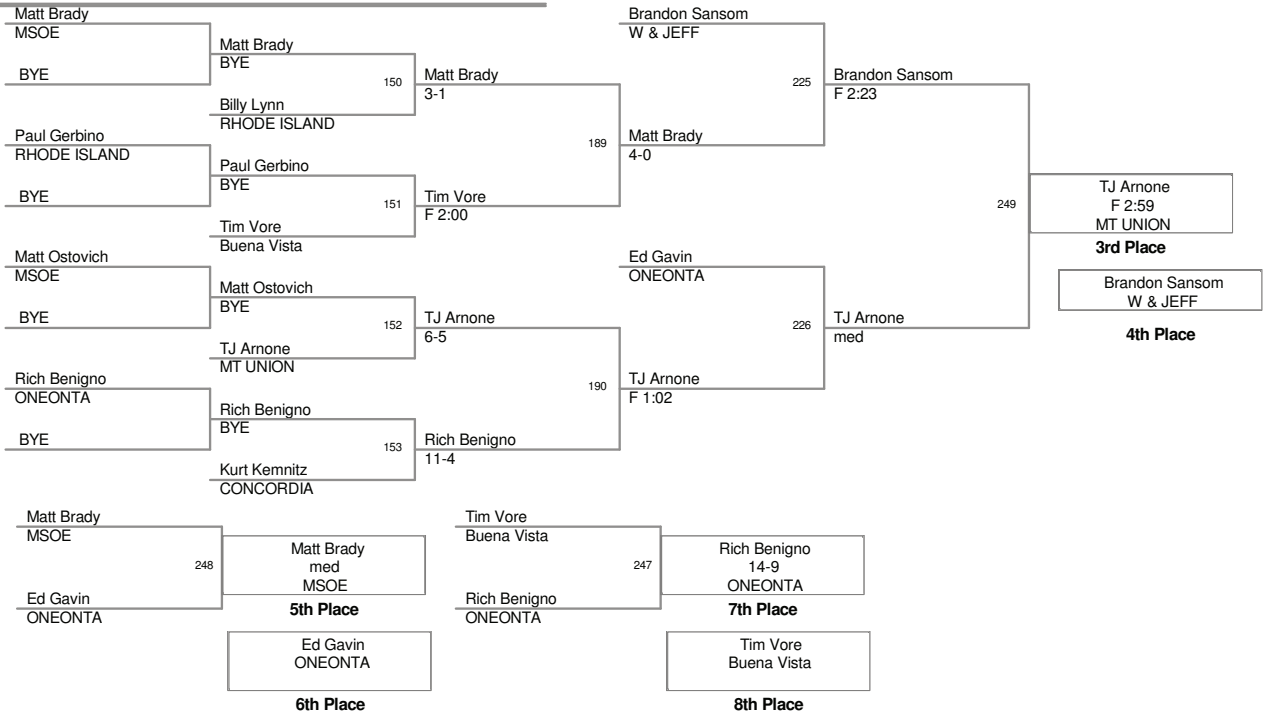 Matt Brady
MSOE
BYE
Paul Gerbino
RHODE ISLAND
BYE
Matt Ostovich
MSOE
BYE
Rich Benigno
ONEONTA
BYE
Matt Brady
BYE
150
Billy Lynn
RHODE ISLAND
Paul Gerbino
BYE
151
Tim Vore
Buena Vista
Matt Ostovich
BYE
152
TJ Arnone
MT UNION
Rich Benigno
BYE
153
Kurt Kemnitz
CONCORDIA
Matt Brady
3-1
189
Tim Vore
F 2:00
TJ Arnone
6-5
190
Rich Benigno
11-4
Brandon Sansom
W & JEFF
225
Matt Brady
4-0
Ed Gavin
ONEONTA
226
TJ Arnone
F 1:02
Brandon Sansom
F 2:23
249
TJ Arnone
med
TJ Arnone
F 2:59
MT UNION
3rd Place
Brandon Sansom
W & JEFF
4th Place
Matt Brady
MSOE
248
Ed Gavin
ONEONTA
Matt Brady
med
MSOE
5th Place
Ed Gavin
ONEONTA
6th Place
Tim Vore
Buena Vista
247
Rich Benigno
ONEONTA
Rich Benigno
14-9
ONEONTA
7th Place
Tim Vore
Buena Vista
8th Place